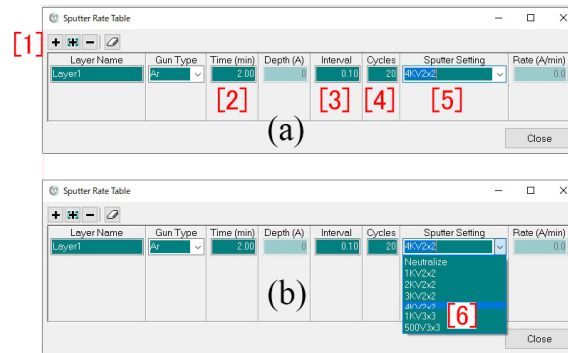 Sputter Rate Table
[1]
Layer Name Gun Type Time (min) Depth (A) Interval Cycles Sputter Setting Rate (A/min)
Layer1 Ar 2.00 0 0.10 20 4KV2x2 0.0
[2] [3] [4] [5]
(a)
Close
Sputter Rate Table
Layer Name Gun Type Time (min) Depth (A) Interval Cycles Sputter Setting Rate (A/min)
Layer1 Ar 2.00 0 0.10 20 4KV2x2 0.0
Neutralize
1KV2x2
2KV2x2
3KV2x2
4KV2x2
1KV3x3
500V3x3
[6]
(b)
Close